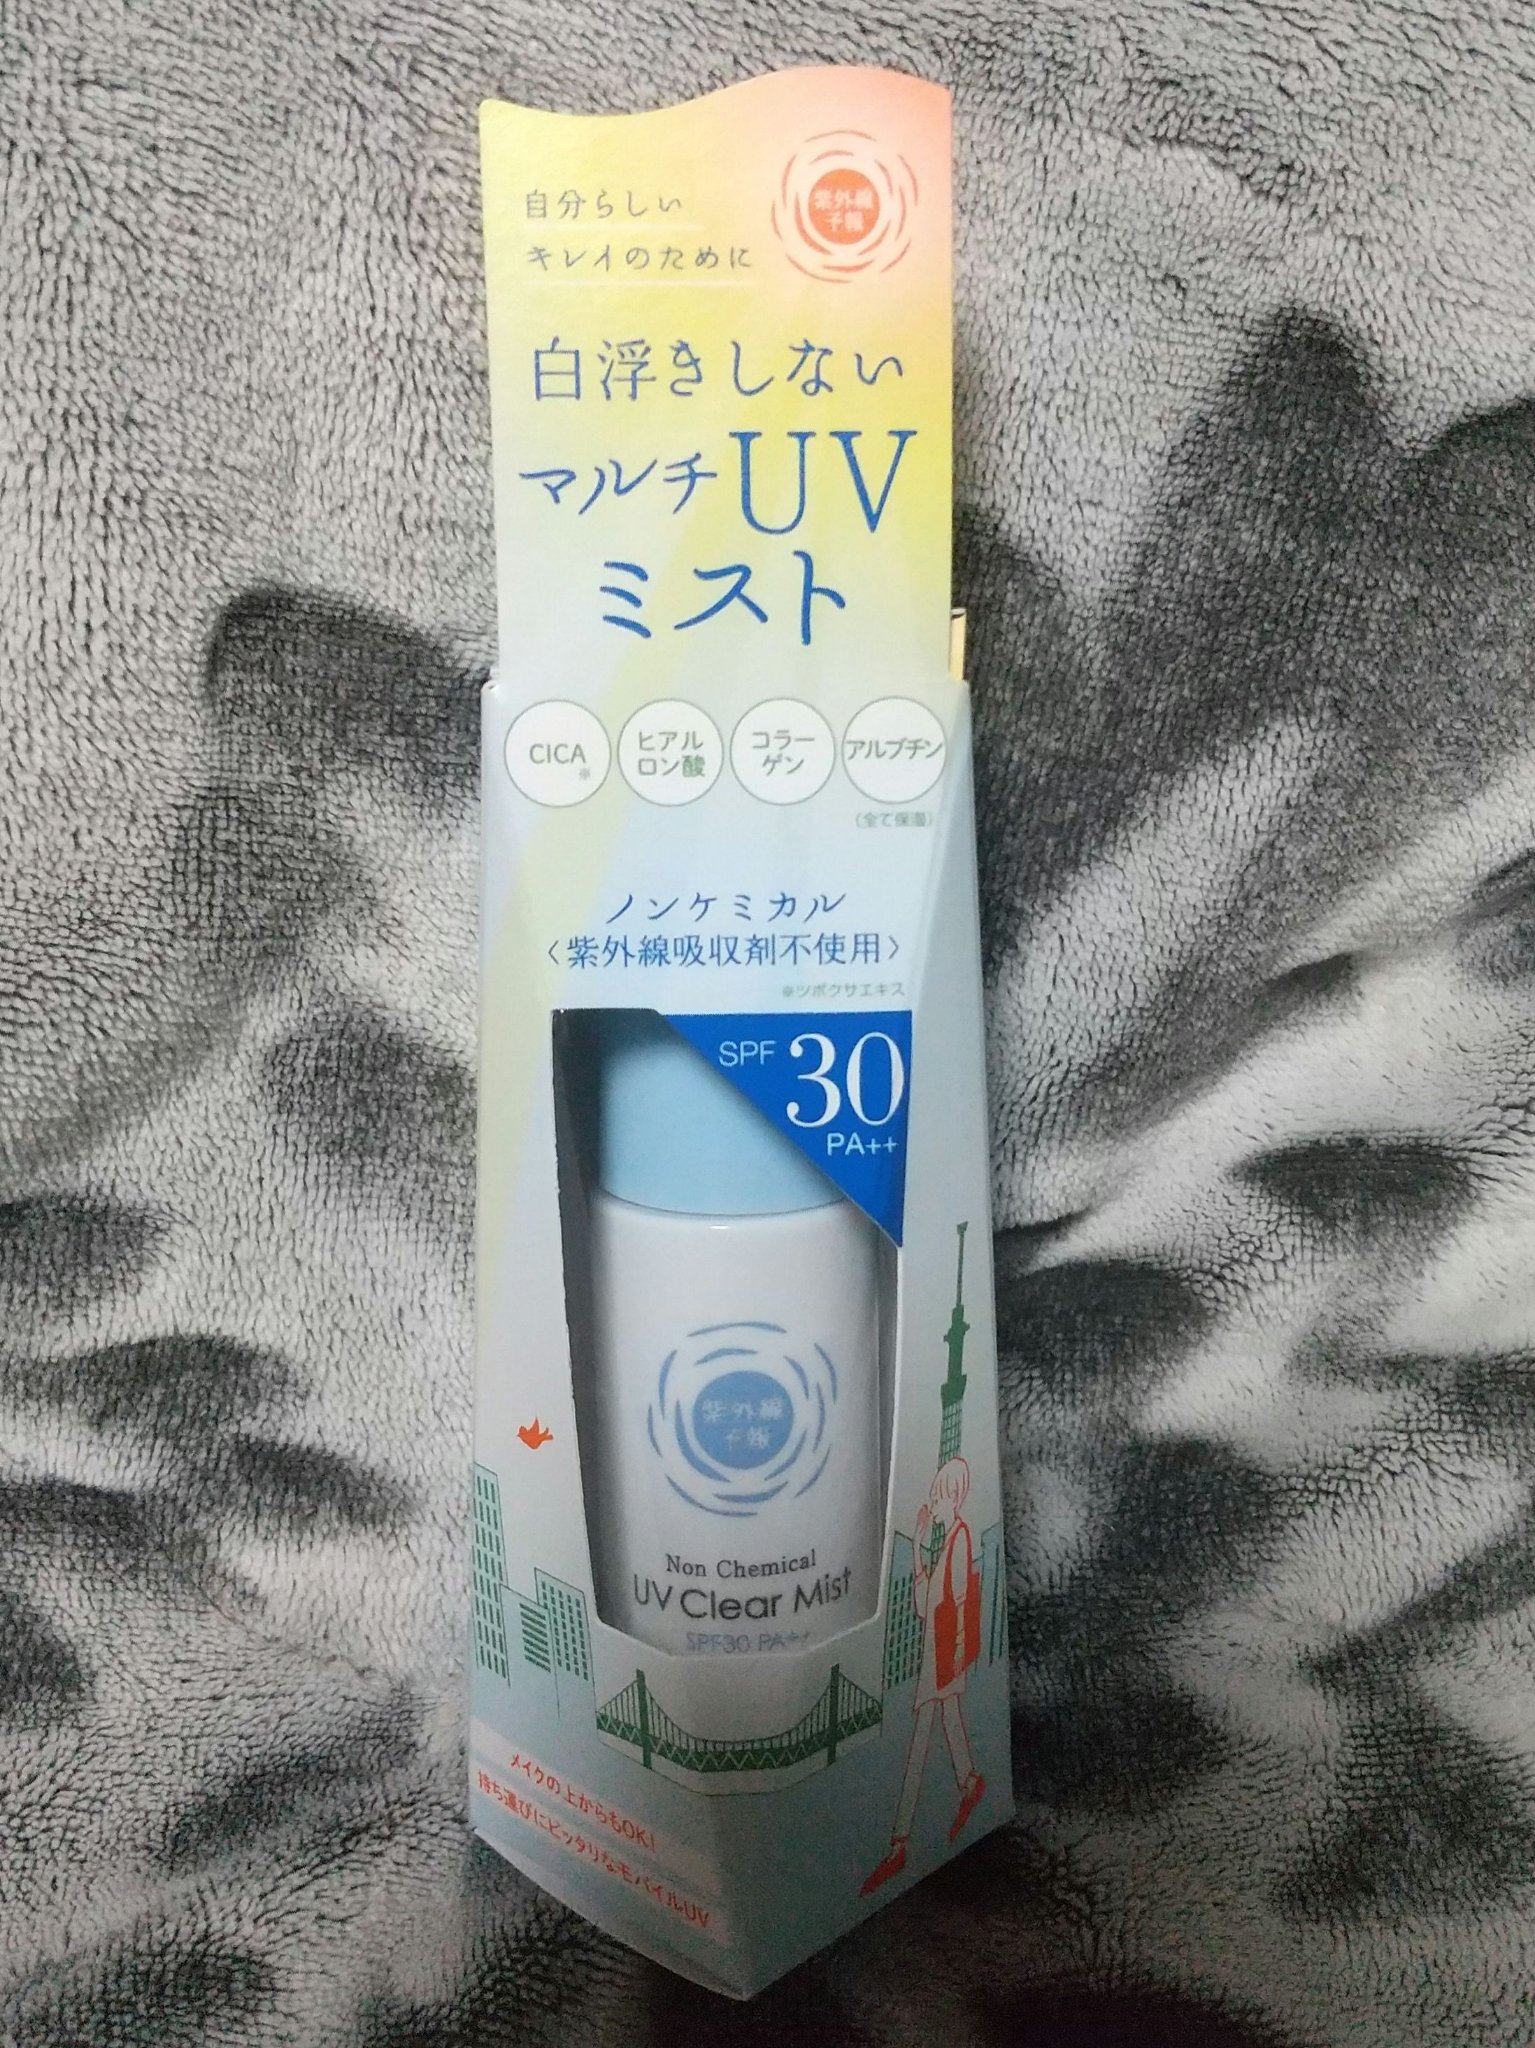 自分らしい
キレイのために
紫外線
予報
白浮きしない
マルチUV
ミスト
CICA
※
ヒアル
ロン酸
コラー
ゲン
アルブチン
(全て保湿)
ノンケミカル
〈紫外線吸収剤不使用〉
※ツボクサエキス
SPF 30
PA++
紫外線
予報
Non Chemical
UV Clear Mist
SPF30 PA++
メイクの上からもOK!
持ち運びにピッタリなモバイルUV